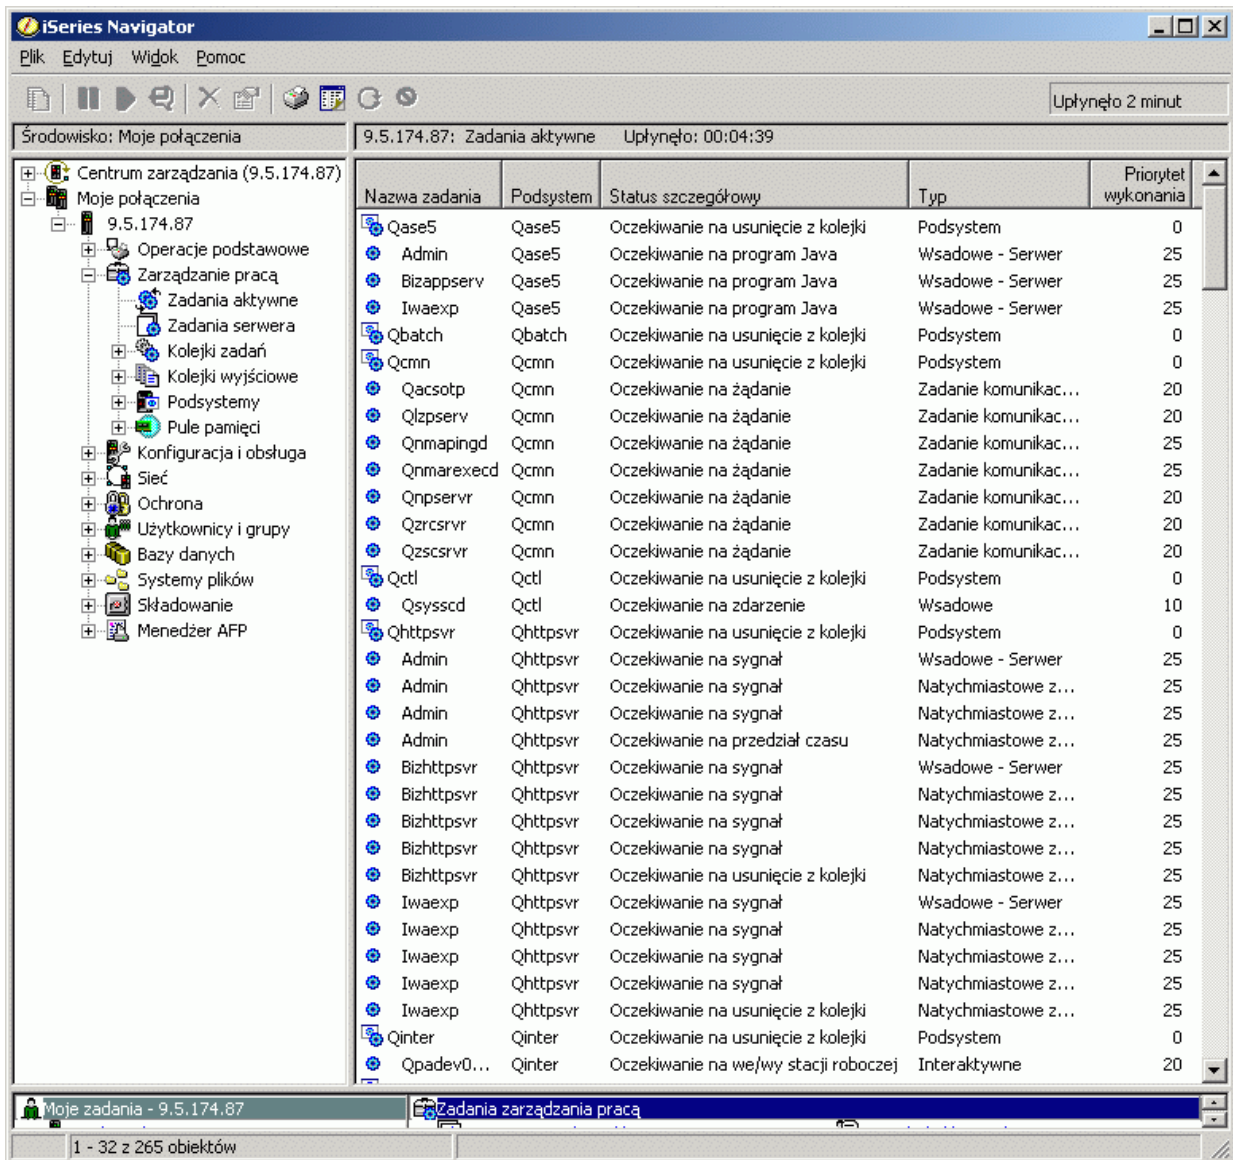 iSeries Navigator
Plik Edytuj Widok Pomoc
Upłynęło 2 minut
Środowisko: Moje połączenia
9.5.174.87: Zadania aktywne Upłynęło: 00:04:39
Centrum zarządzania (9.5.174.87)
Moje połączenia
9.5.174.87
Operacje podstawowe
Zarządzanie pracą
Zadania aktywne
Zadania serwera
Kolejki zadań
Kolejki wyjściowe
Podsystemy
Pule pamięci
Konfiguracja i obsługa
Sieć
Ochrona
Użytkownicy i grupy
Bazy danych
Systemy plików
Składowanie
Menedżer AFP
Nazwa zadania Podsystem Status szczegółowy Typ Priorytet wykonania
Qase5 Qase5 Oczekiwanie na usunięcie z kolejki Podsystem 0
Admin Qase5 Oczekiwanie na program Java Wsadowe - Serwer 25
Bizappserv Qase5 Oczekiwanie na program Java Wsadowe - Serwer 25
Iwaexp Qase5 Oczekiwanie na program Java Wsadowe - Serwer 25
Qbatch Qbatch Oczekiwanie na usunięcie z kolejki Podsystem 0
Qcmn Qcmn Oczekiwanie na usunięcie z kolejki Podsystem 0
Qacsotp Qcmn Oczekiwanie na żądanie Zadanie komunikac... 20
Qlzpserv Qcmn Oczekiwanie na żądanie Zadanie komunikac... 20
Qnmapingd Qcmn Oczekiwanie na żądanie Zadanie komunikac... 25
Qnmarexecd Qcmn Oczekiwanie na żądanie Zadanie komunikac... 25
Qnpservr Qcmn Oczekiwanie na żądanie Zadanie komunikac... 20
Qzrcsrvr Qcmn Oczekiwanie na żądanie Zadanie komunikac... 20
Qzscsrvr Qcmn Oczekiwanie na żądanie Zadanie komunikac... 20
Qctl Qctl Oczekiwanie na usunięcie z kolejki Podsystem 0
Qsysscd Qctl Oczekiwanie na zdarzenie Wsadowe 10
Qhttpsvr Qhttpsvr Oczekiwanie na usunięcie z kolejki Podsystem 0
Admin Qhttpsvr Oczekiwanie na sygnał Wsadowe - Serwer 25
Admin Qhttpsvr Oczekiwanie na sygnał Natychmiastowe z... 25
Admin Qhttpsvr Oczekiwanie na sygnał Natychmiastowe z... 25
Admin Qhttpsvr Oczekiwanie na przedział czasu Natychmiastowe z... 25
Bizhttpsvr Qhttpsvr Oczekiwanie na sygnał Wsadowe - Serwer 25
Bizhttpsvr Qhttpsvr Oczekiwanie na sygnał Natychmiastowe z... 25
Bizhttpsvr Qhttpsvr Oczekiwanie na sygnał Natychmiastowe z... 25
Bizhttpsvr Qhttpsvr Oczekiwanie na sygnał Natychmiastowe z... 25
Bizhttpsvr Qhttpsvr Oczekiwanie na usunięcie z kolejki Natychmiastowe z... 25
Iwaexp Qhttpsvr Oczekiwanie na sygnał Wsadowe - Serwer 25
Iwaexp Qhttpsvr Oczekiwanie na sygnał Natychmiastowe z... 25
Iwaexp Qhttpsvr Oczekiwanie na sygnał Natychmiastowe z... 25
Iwaexp Qhttpsvr Oczekiwanie na sygnał Natychmiastowe z... 25
Iwaexp Qhttpsvr Oczekiwanie na usunięcie z kolejki Natychmiastowe z... 25
Qinter Qinter Oczekiwanie na usunięcie z kolejki Podsystem 0
Qpadev0... Qinter Oczekiwanie na we/wy stacji roboczej Interaktywne 20
Moje zadania - 9.5.174.87
Zadania zarządzania pracą
1 - 32 z 265 obiektów